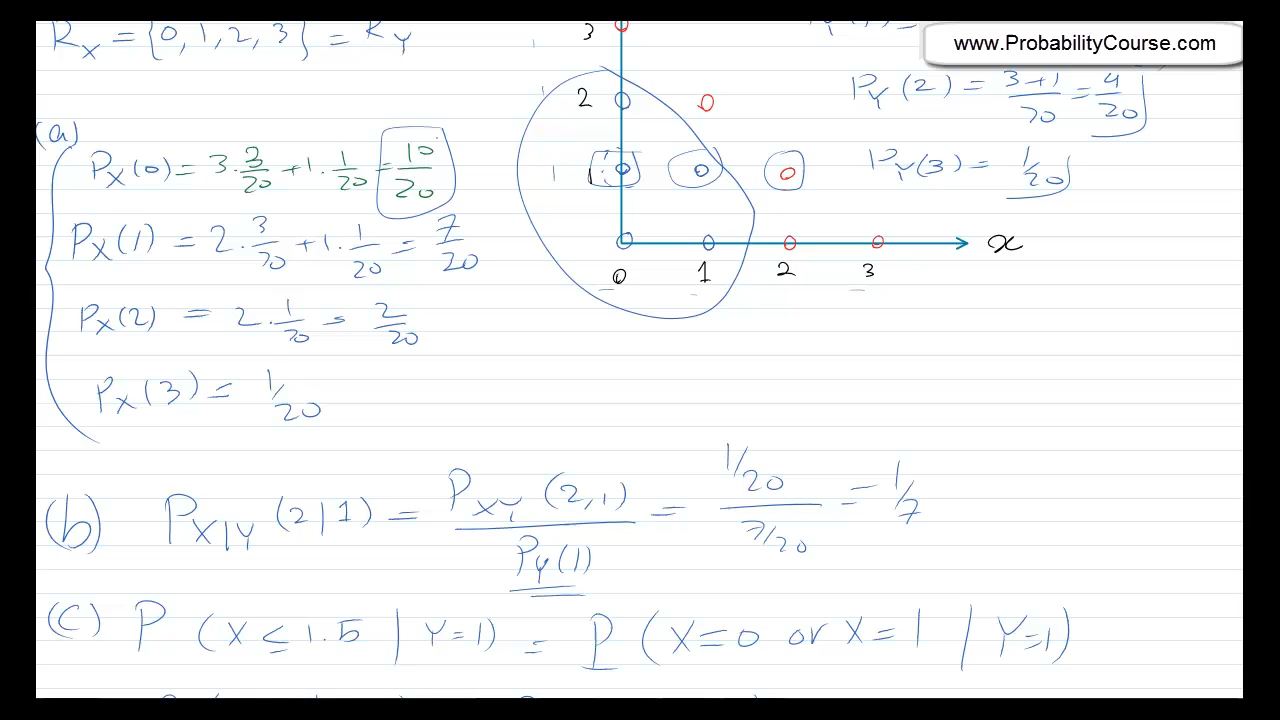 R_X = {0, 1, 2, 3} = R_Y
www.ProbabilityCourse.com
3
2
P_Y(2) = 3+1/20 = 4/20
(a)
P_X(0) = 3·3/20 + 1·1/20 = 10/20
1
P_Y(3) = 1/20
P_X(1) = 2·3/20 + 1·1/20 = 7/20
x
0 1 2 3
P_X(2) = 2·1/20 = 2/20
P_X(3) = 1/20
(b) P_X|Y(2|1) = P_XY(2,1)/P_Y(1) = 1/20/7/20 = 1/7
(c) P(X ≤ 1.5 | Y=1) = P(X=0 or X=1 | Y=1)